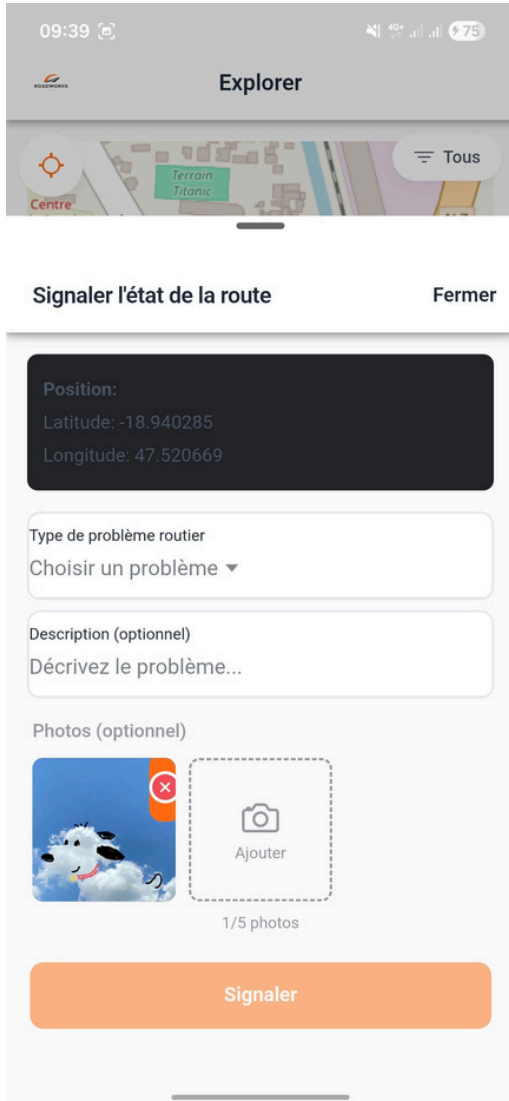 09:39
4G+
75
ROADWORKS
Explorer
Terrain
Titanic
Tous
Centre
Signaler l'état de la route
Fermer
Position:
Latitude: -18.940285
Longitude: 47.520669
Type de problème routier
Choisir un problème
Description (optionnel)
Décrivez le problème...
Photos (optionnel)
Ajouter
1/5 photos
Signaler